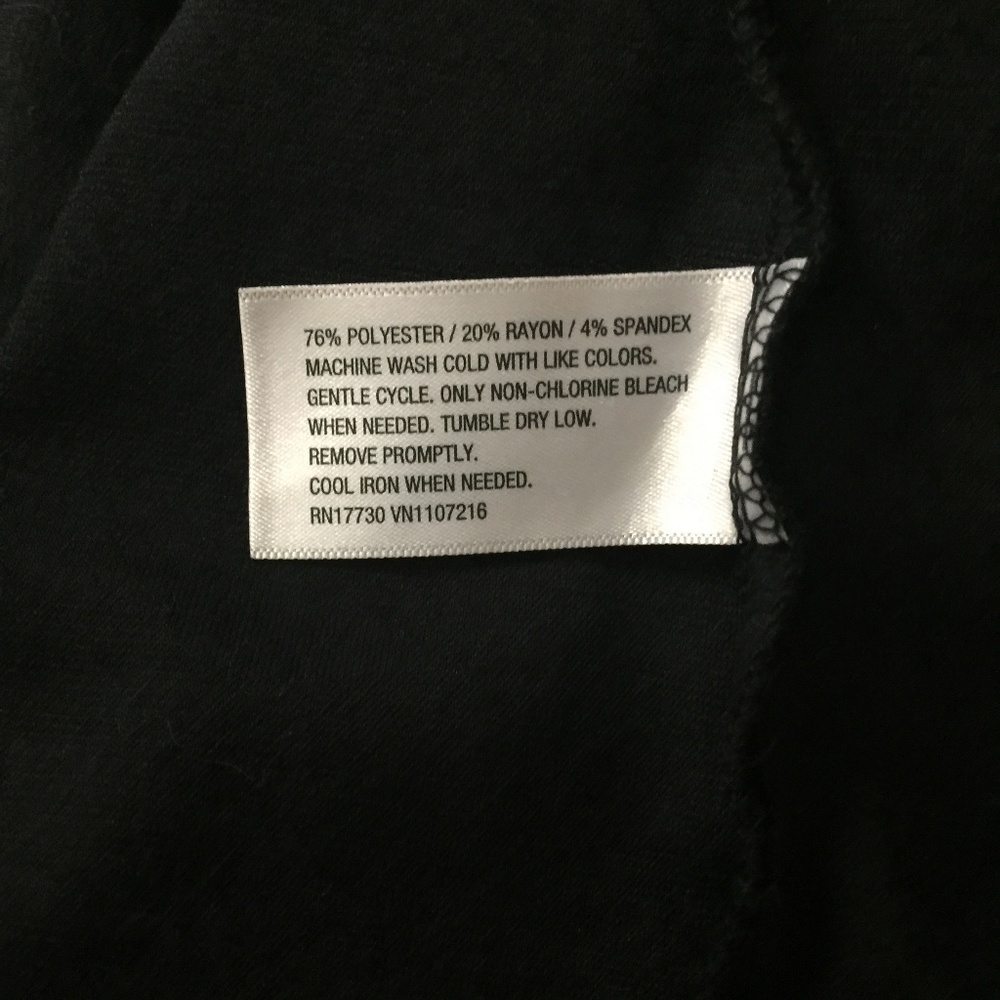 76% POLYESTER / 20% RAYON / 4% SPANDEX
MACHINE WASH COLD WITH LIKE COLORS.
GENTLE CYCLE. ONLY NON-CHLORINE BLEACH
WHEN NEEDED. TUMBLE DRY LOW.
REMOVE PROMPTLY.
COOL IRON WHEN NEEDED.
RN17730 VN1107216